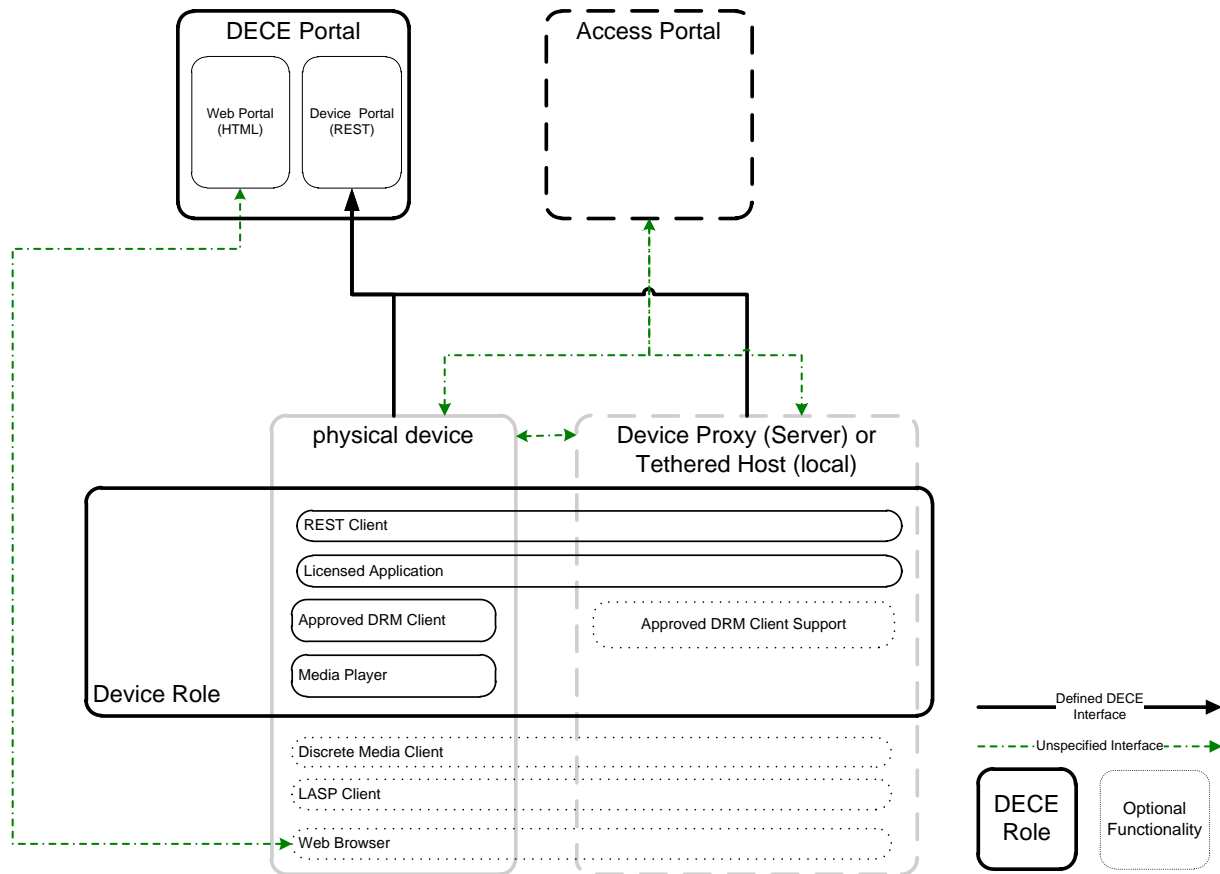 DECE Portal
Web Portal
(HTML)
Device Portal
(REST)
Access Portal
physical device
Device Proxy (Server) or
Tethered Host (local)
REST Client
Licensed Application
Approved DRM Client
Approved DRM Client Support
Media Player
Device Role
Discrete Media Client
LASP Client
Web Browser
Defined DECE
Interface
Unspecified Interface
DECE
Role
Optional
Functionality